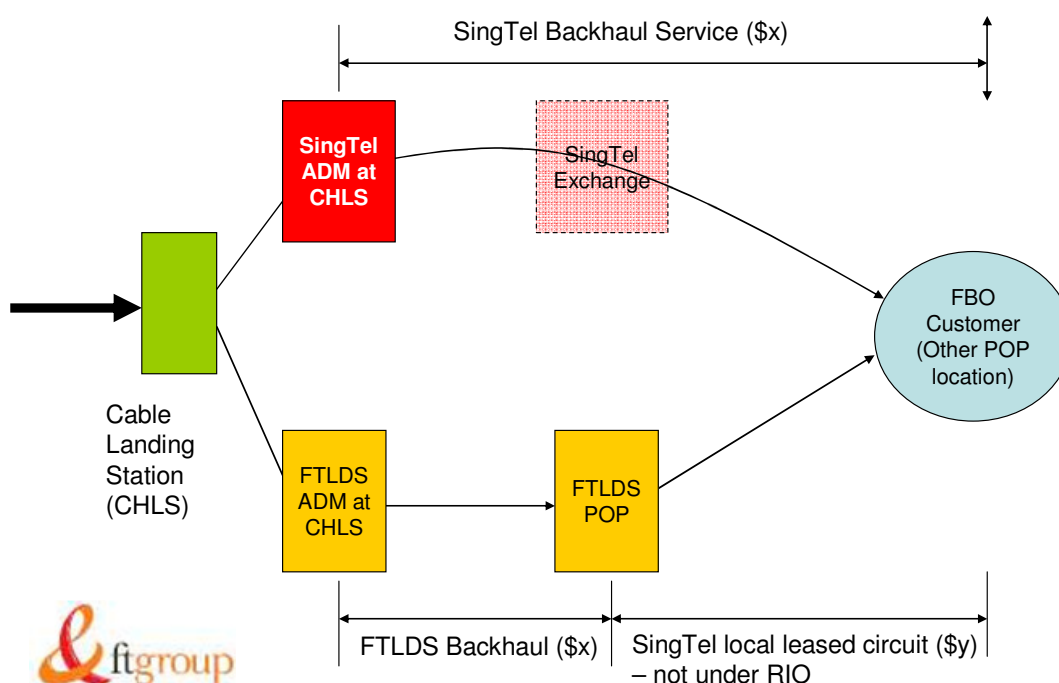 SingTel Backhaul Service ($x)
SingTel
ADM at
CHLS
SingTel
Exchange
FBO
Customer
(Other POP
location)
Cable
Landing
Station
(CHLS)
FTLDS
ADM at
CHLS
FTLDS
POP
FTLDS Backhaul ($x)
SingTel local leased circuit ($y)
– not under RIO
& ftgroup